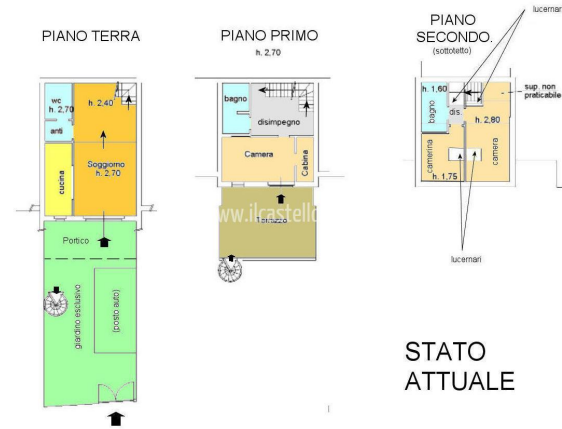 PIANO TERRA
wc
h. 2,70
h. 2,40
anti
Soggiorno
h. 2.70
cucina
Portico
giardino esclusivo
(posto auto)
PIANO PRIMO
h. 2,70
bagno
disimpegno
Camera
Cabina
www.ilcastello
Terrazzo
PIANO
SECONDO.
(sottotetto)
lucernar
h. 1,60
sup. non
praticabile
bagno
dis.
h. 2,80
camerina
camera
h. 1,75
lucernari
STATO
ATTUALE